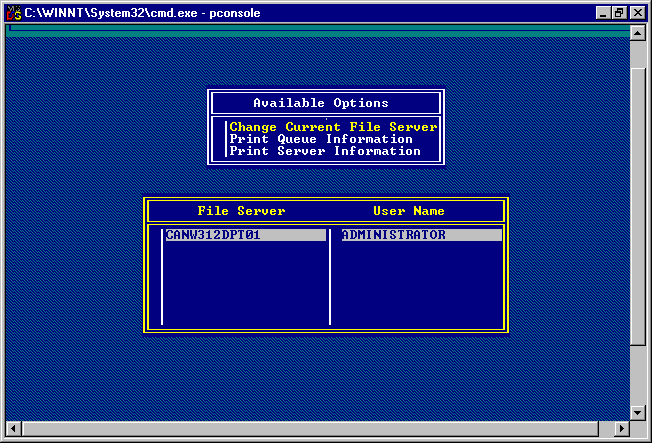 C:\WINNT\System32\cmd.exe - pconsole
Available Options
Change Current File Server
Print Queue Information
Print Server Information
File Server User Name
CANW312DPT01 ADMINISTRATOR